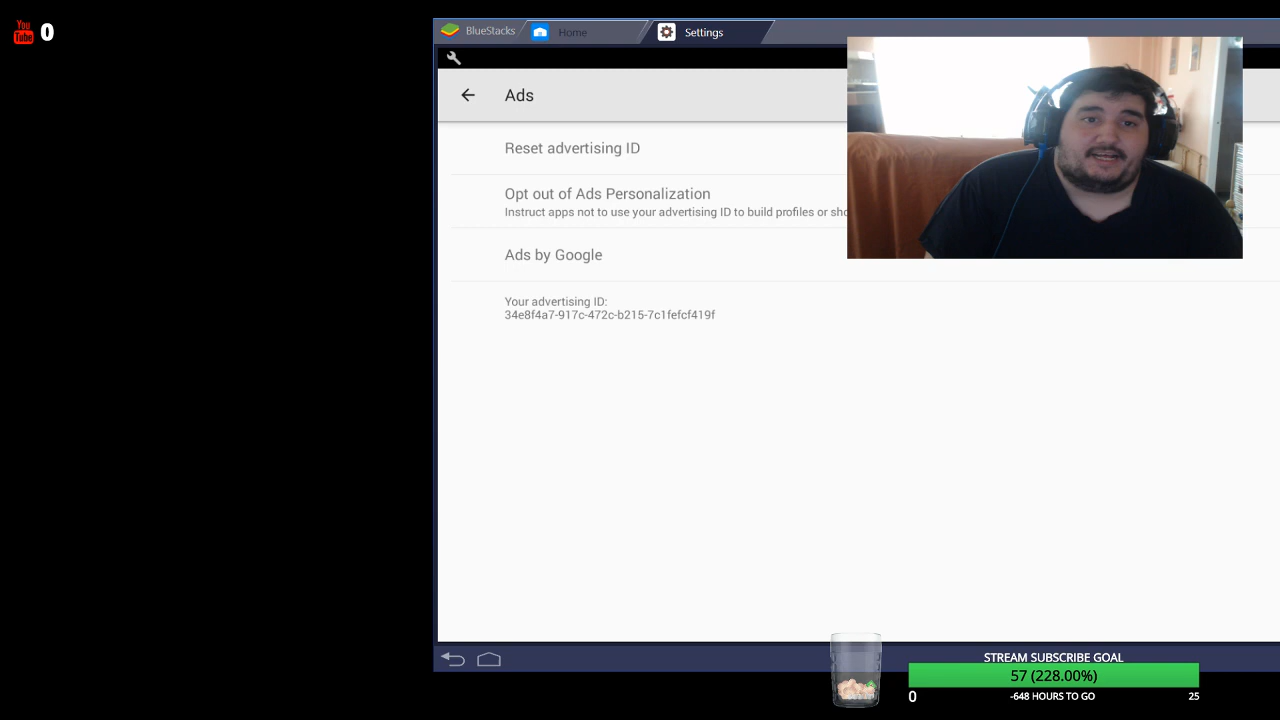 You
Tube
0
BlueStacks
Home
Settings
Ads
Reset advertising ID
Opt out of Ads Personalization
Instruct apps not to use your advertising ID to build profiles or sho
Ads by Google
Your advertising ID:
34e8f4a7-917c-472c-b215-7c1fefcf419f
STREAM SUBSCRIBE GOAL
57 (228.00%)
0
-648 HOURS TO GO
25